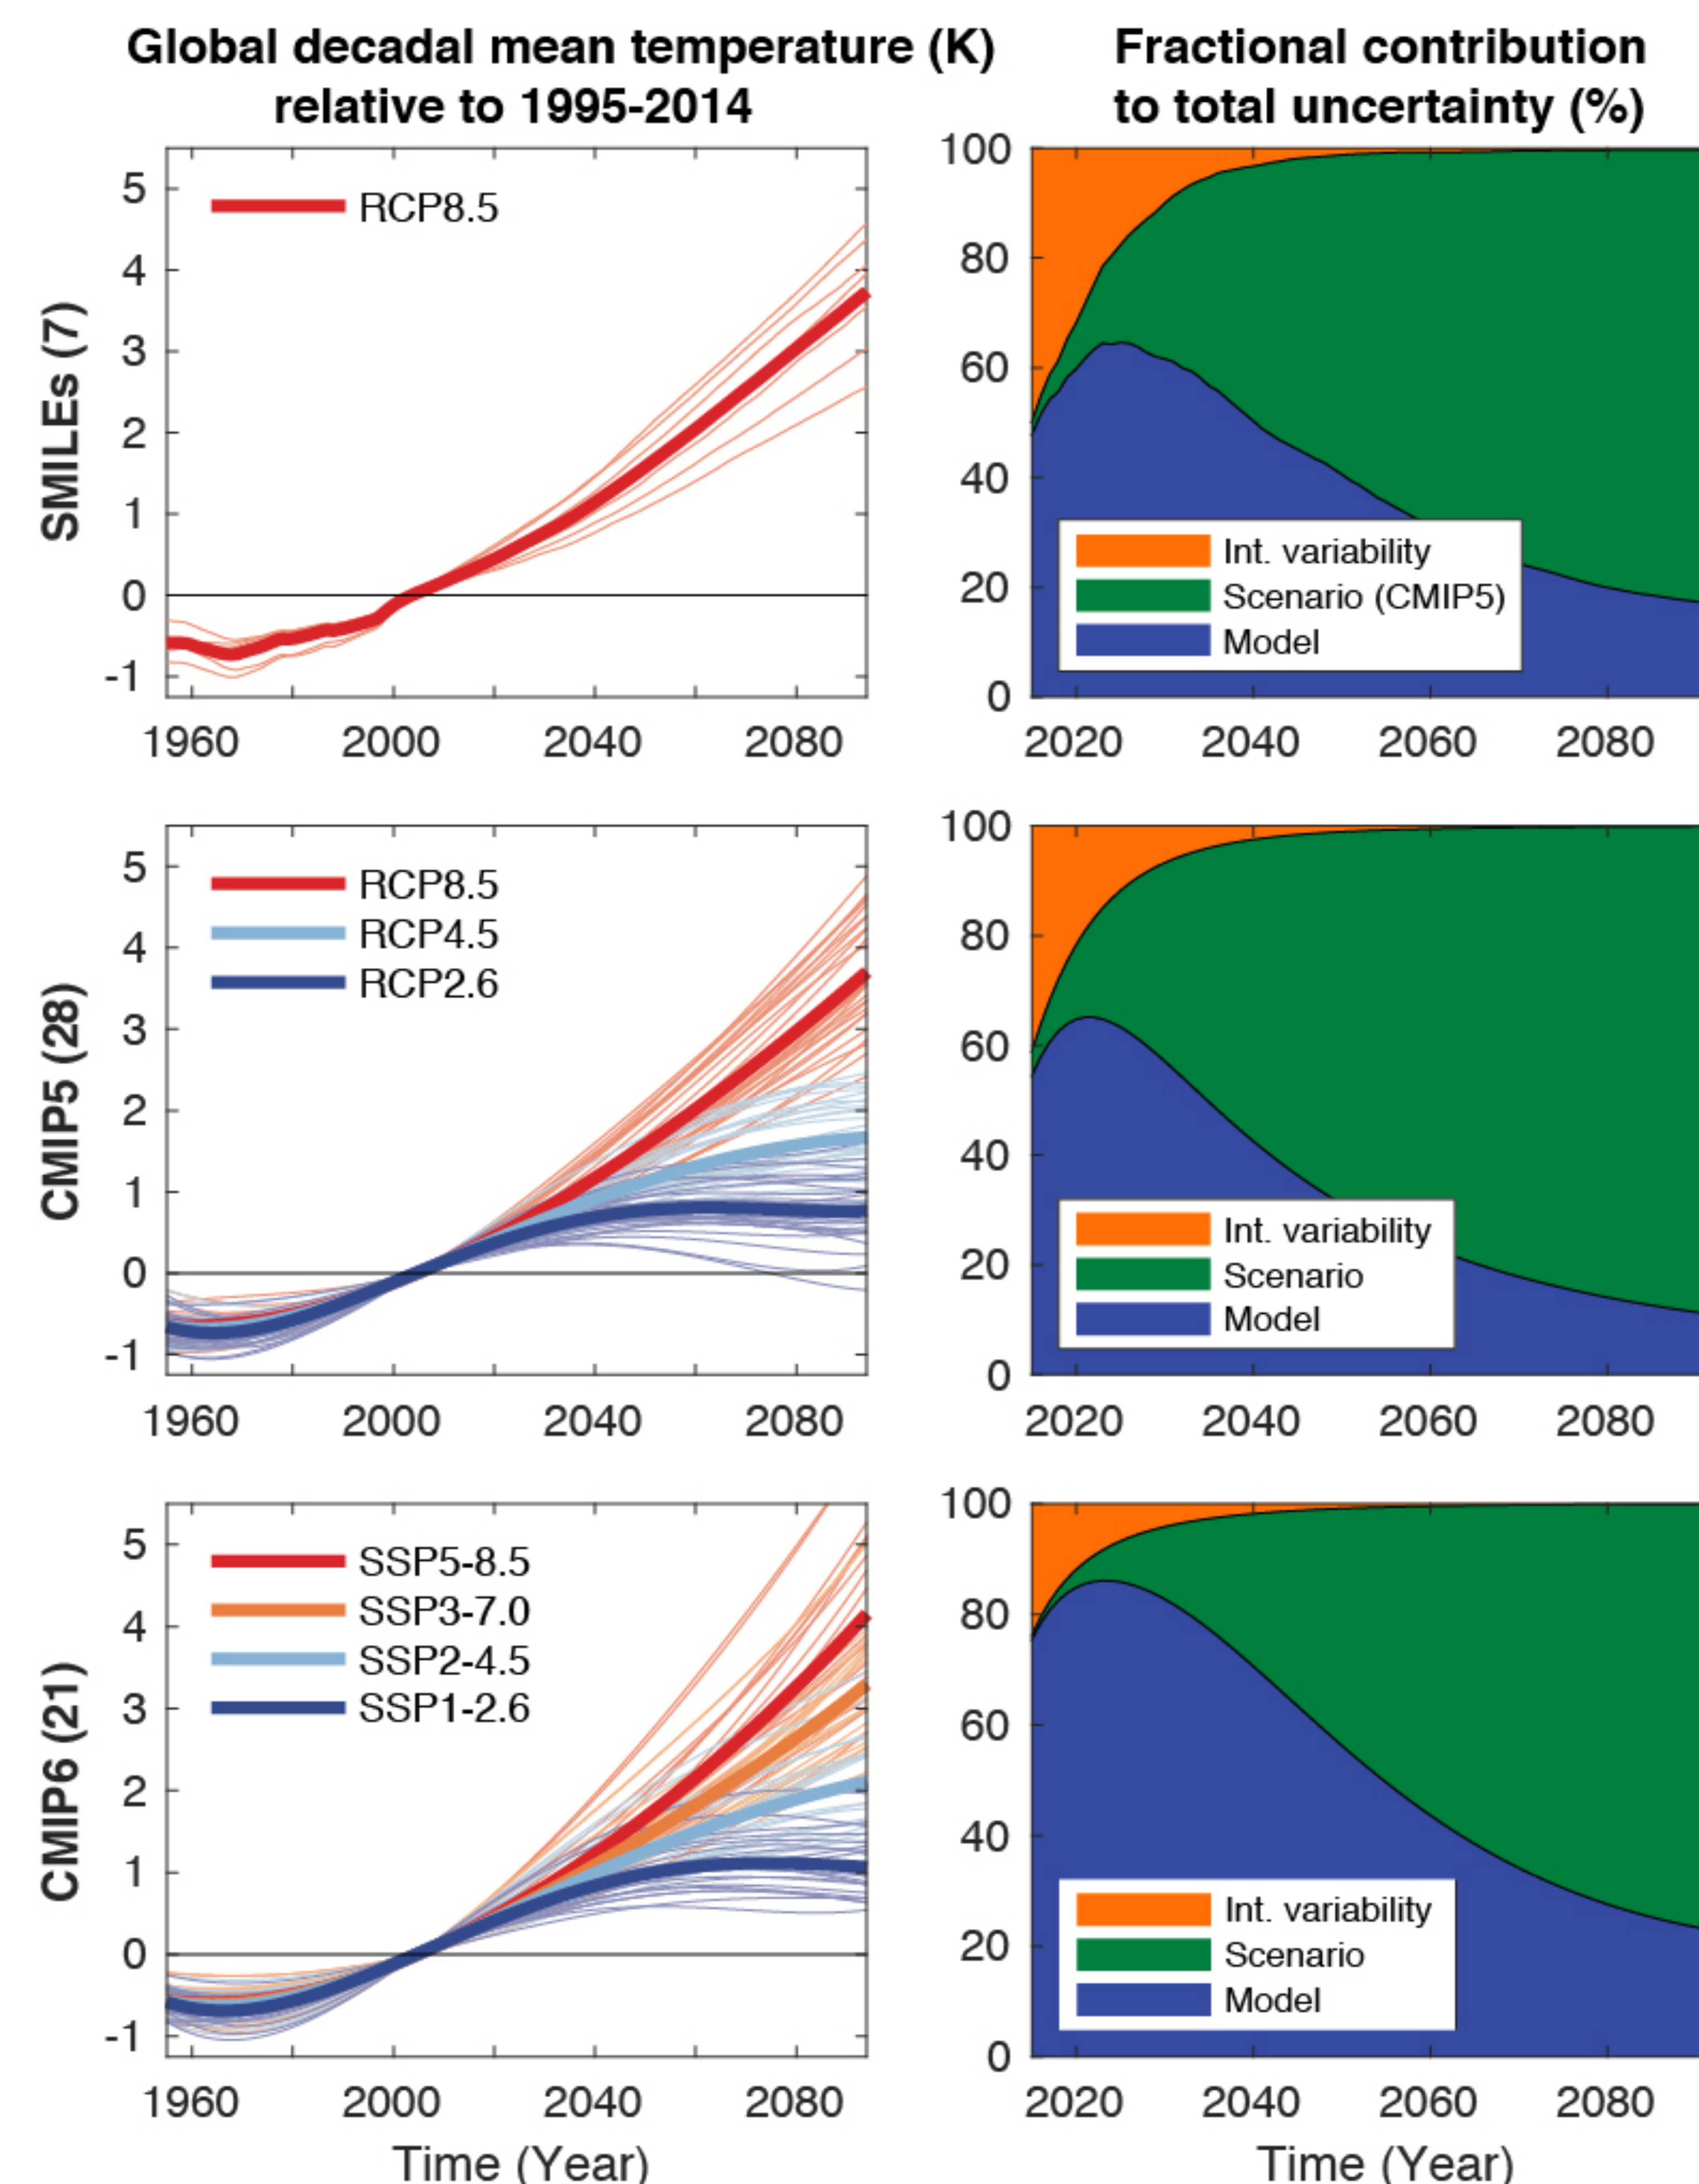 Global decadal mean temperature (K)
relative to 1995-2014
Fractional contribution
to total uncertainty (%)
SMILEs (7)
5
4
3
2
1
0
-1
RCP8.5
1960 2000 2040 2080
100
80
60
40
20
0
Int. variability
Scenario (CMIP5)
Model
2020 2040 2060 2080
CMIP5 (28)
5
4
3
2
1
0
-1
RCP8.5
RCP4.5
RCP2.6
1960 2000 2040 2080
100
80
60
40
20
0
Int. variability
Scenario
Model
2020 2040 2060 2080
CMIP6 (21)
5
4
3
2
1
0
-1
SSP5-8.5
SSP3-7.0
SSP2-4.5
SSP1-2.6
1960 2000 2040 2080
Time (Year)
100
80
60
40
20
0
Int. variability
Scenario
Model
2020 2040 2060 2080
Time (Year)